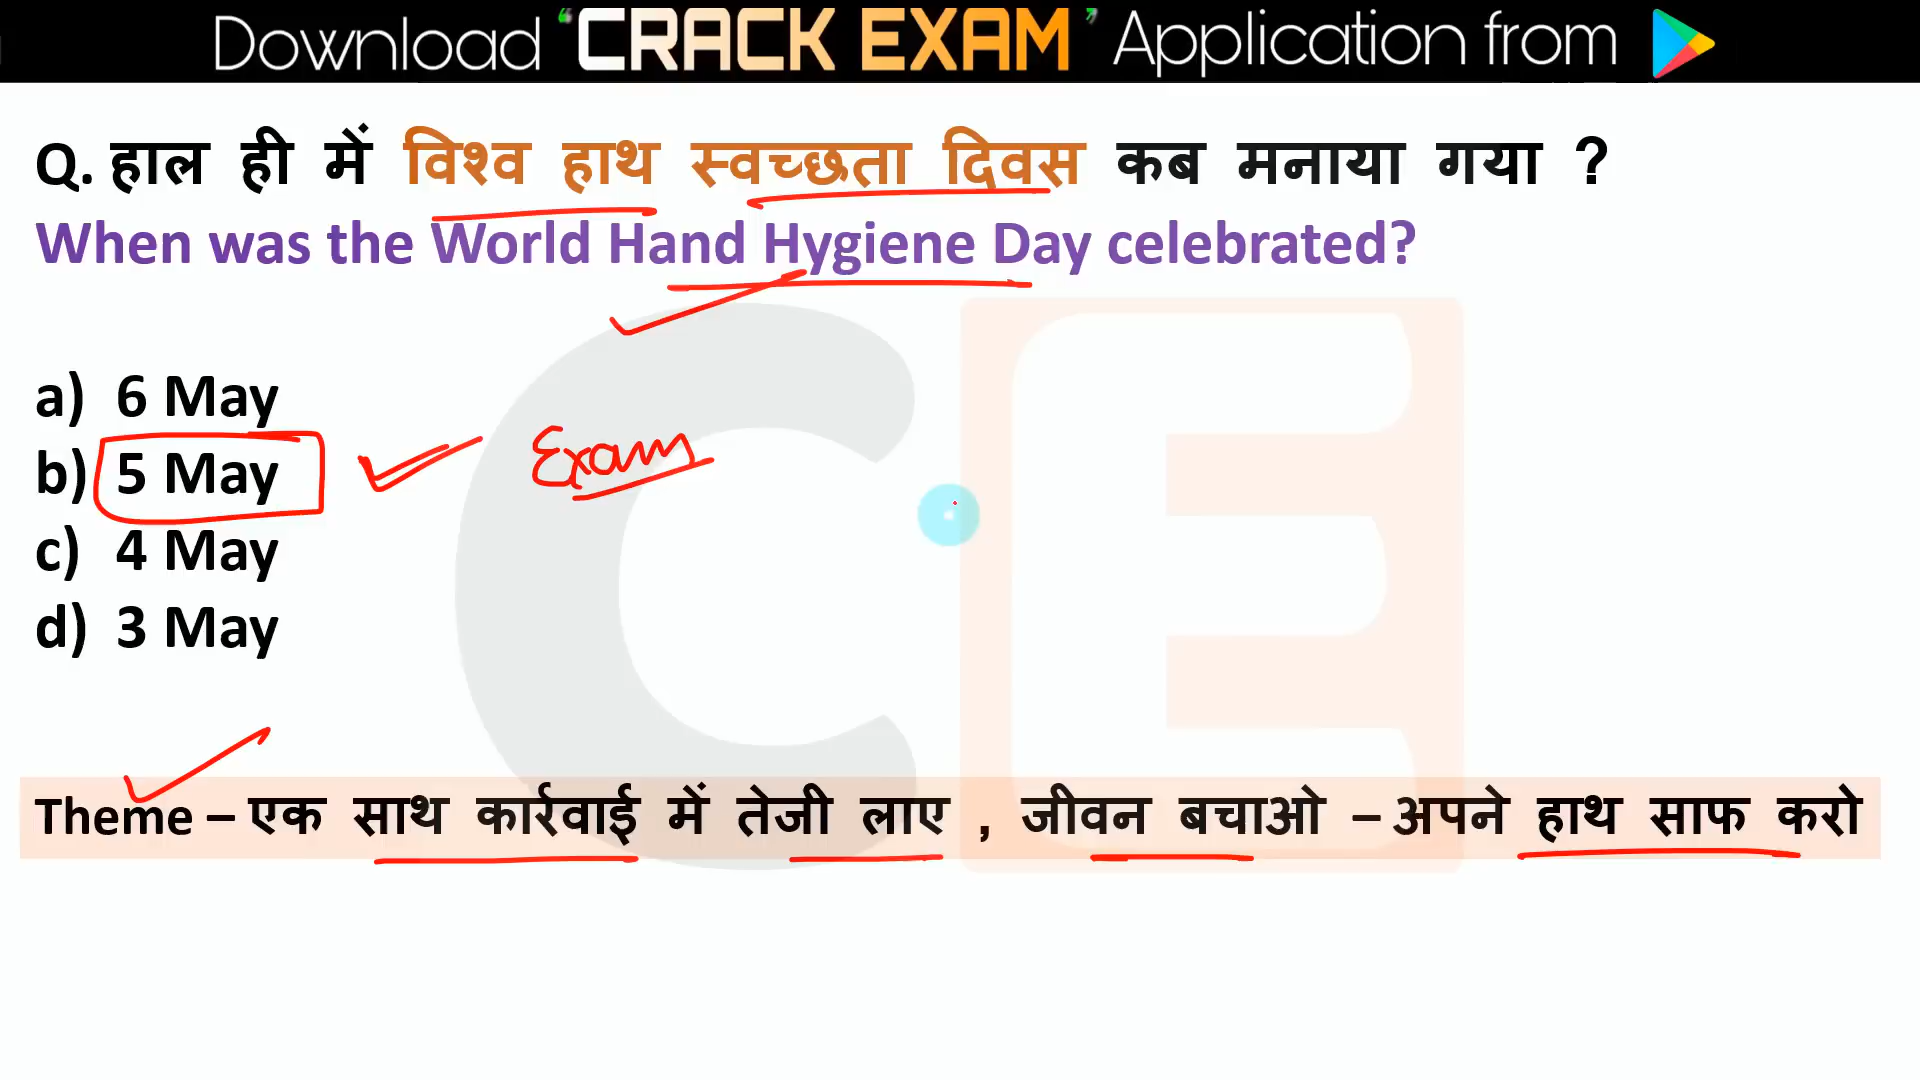 Download ‘CRACK EXAM’ Application from
Q. हाल ही में विश्व हाथ स्वच्छता दिवस कब मनाया गया ?
When was the World Hand Hygiene Day celebrated?
a) 6 May
b) 5 May
Exam
c) 4 May
d) 3 May
Theme – एक साथ कार्रवाई में तेजी लाए , जीवन बचाओ – अपने हाथ साफ करो
CE